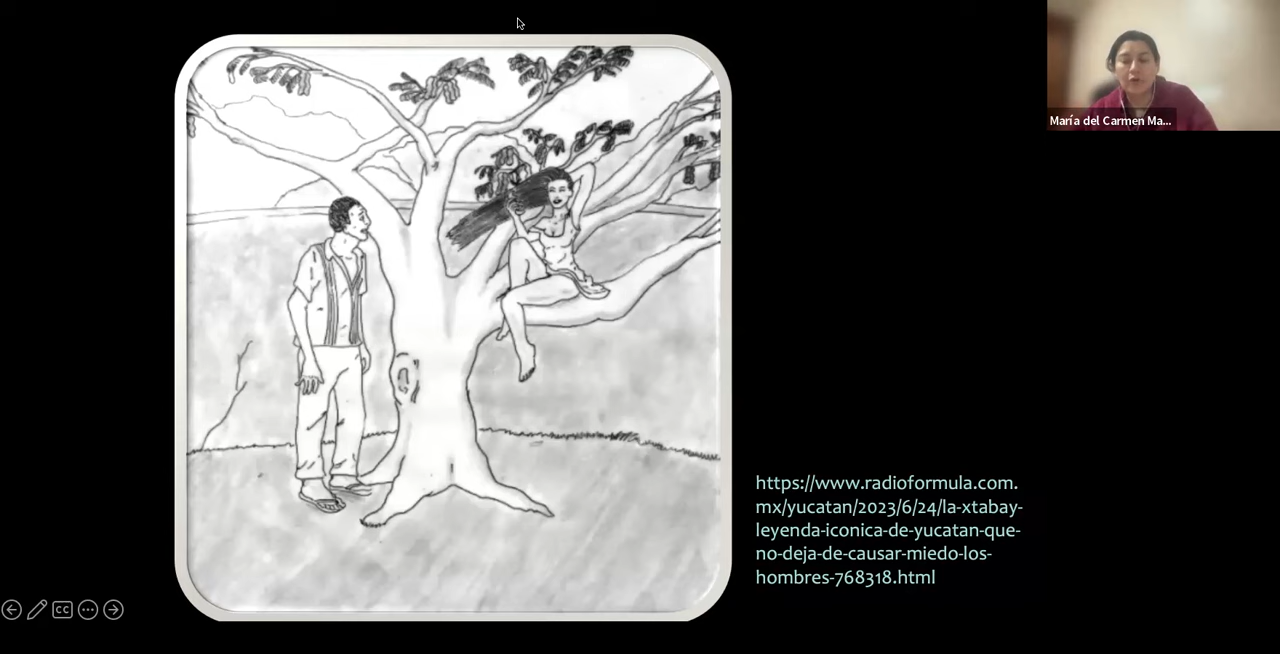 María del Carmen Ma...
https://www.radioformula.com.
mx/yucatan/2023/6/24/la-xtabay-
leyenda-iconica-de-yucatan-que-
no-deja-de-causar-miedo-los-
hombres-768318.html
CC